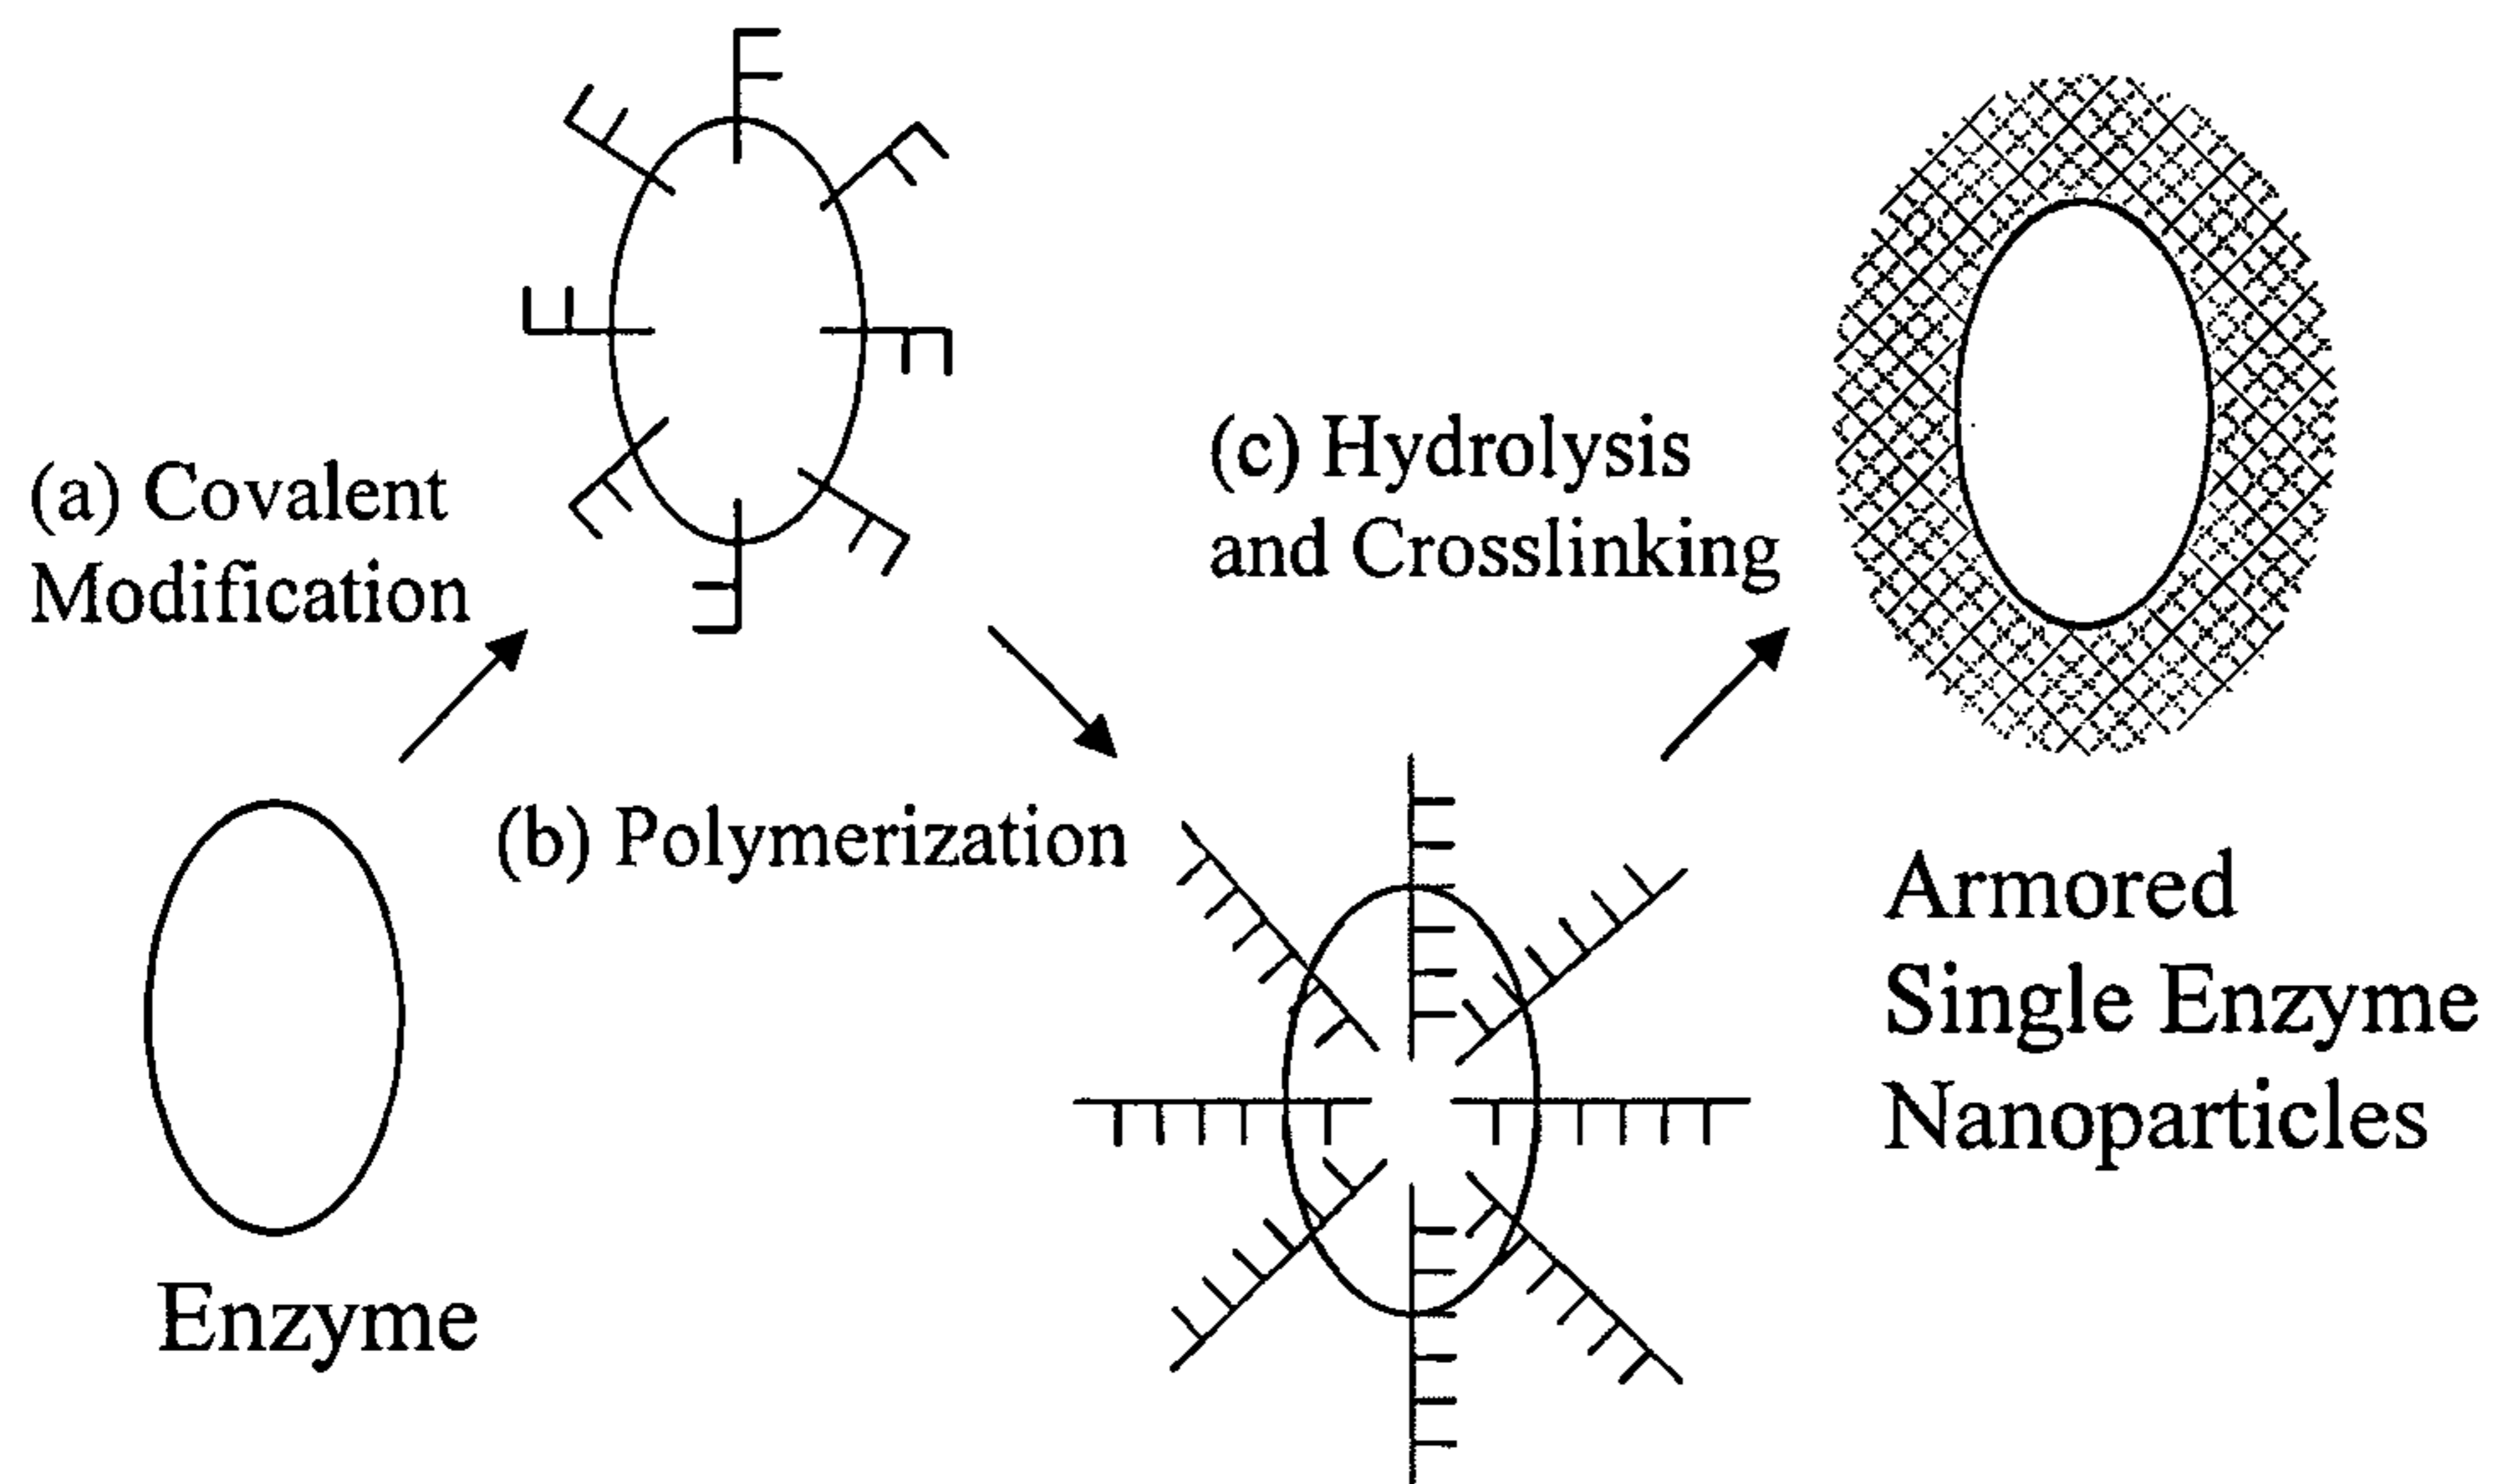 (a) Covalent
Modification
(b) Polymerization
(c) Hydrolysis
and Crosslinking
Enzyme
Armored
Single Enzyme
Nanoparticles